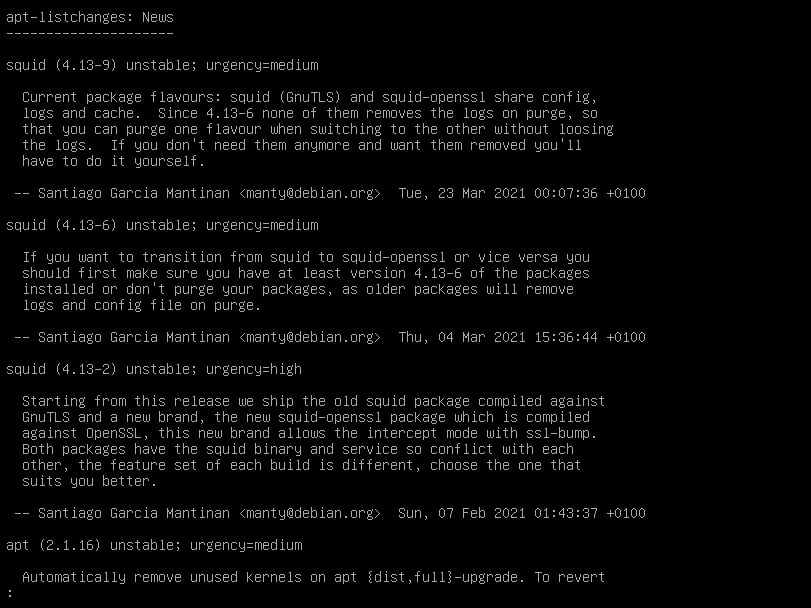 apt-listchanges: News
---------------------
squid (4.13-9) unstable; urgency=medium
Current package flavours: squid (GnuTLS) and squid-openssl share config,
logs and cache.  Since 4.13-6 none of them removes the logs on purge, so
that you can purge one flavour when switching to the other without loosing
the logs.  If you don't need them anymore and want them removed you'll
have to do it yourself.
-- Santiago Garcia Mantinan <manty@debian.org>  Tue, 23 Mar 2021 00:07:36 +0100
squid (4.13-6) unstable; urgency=medium
If you want to transition from squid to squid-openssl or vice versa you
should first make sure you have at least version 4.13-6 of the packages
installed or don't purge your packages, as older packages will remove
logs and config file on purge.
-- Santiago Garcia Mantinan <manty@debian.org>  Thu, 04 Mar 2021 15:36:44 +0100
squid (4.13-2) unstable; urgency=high
Starting from this release we ship the old squid package compiled against
GnuTLS and a new brand, the new squid-openssl package which is compiled
against OpenSSL, this new brand allows the intercept mode with ssl-bump.
Both packages have the squid binary and service so conflict with each
other, the feature set of each build is different, choose the one that
suits you better.
-- Santiago Garcia Mantinan <manty@debian.org>  Sun, 07 Feb 2021 01:43:37 +0100
apt (2.1.16) unstable; urgency=medium
Automatically remove unused kernels on apt {dist,full}-upgrade. To revert
: